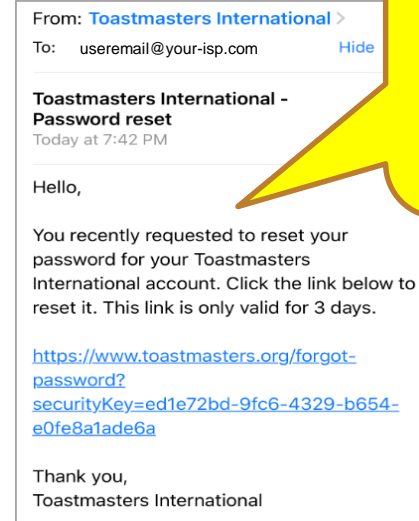 From: Toastmasters International >
To: useremail@your-isp.com Hide
Toastmasters International -
Password reset
Today at 7:42 PM
Hello,
You recently requested to reset your
password for your Toastmasters
International account. Click the link below to
reset it. This link is only valid for 3 days.
https://www.toastmasters.org/forgot-
password?
securityKey=ed1e72bd-9fc6-4329-b654-
e0fe8a1ade6a
Thank you,
Toastmasters International